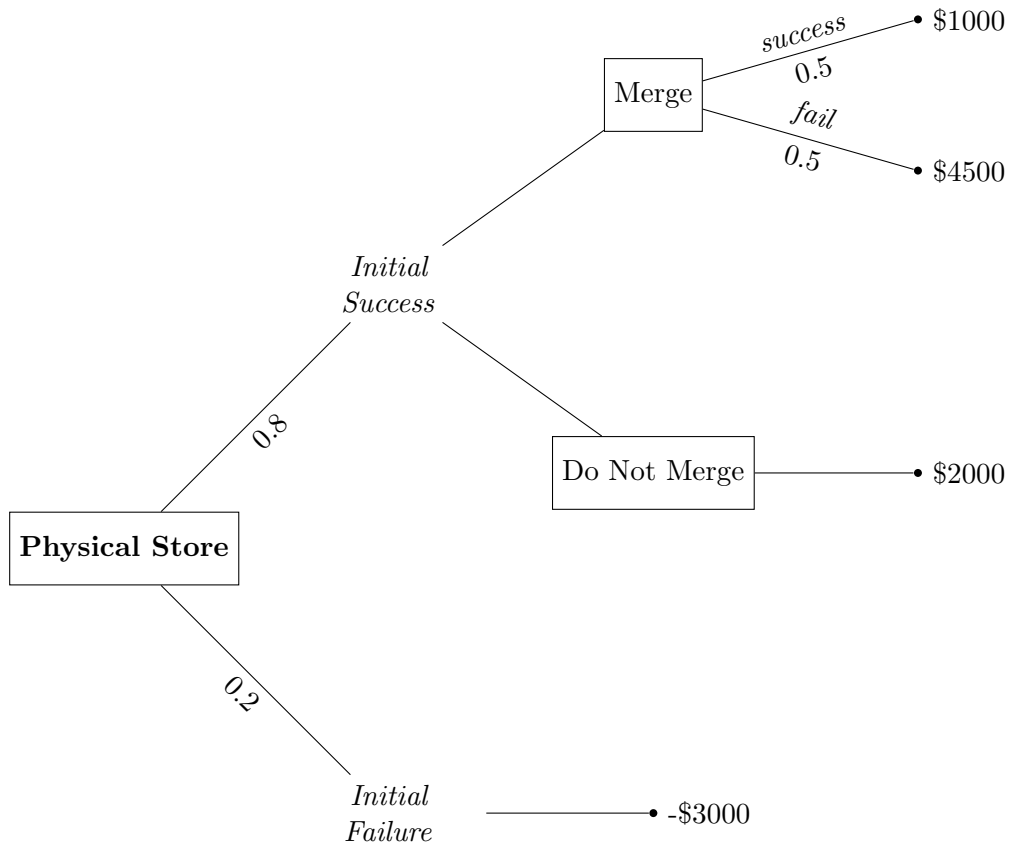 success
$1000
0.5
Merge
fail
0.5
$4500
Initial
Success
0.8
Do Not Merge
$2000
Physical Store
0.2
Initial
Failure
-$3000